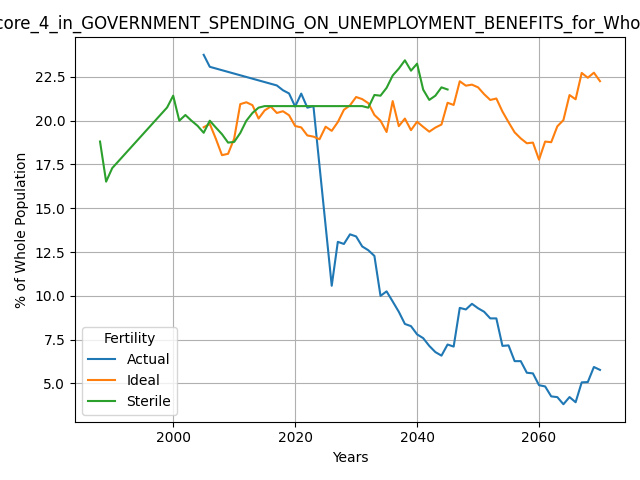 core_4_in_GOVERNMENT_SPENDING_ON_UNEMPLOYMENT_BENEFITS_for_Who
22.5
20.0
17.5
15.0
12.5
10.0
7.5
5.0
% of Whole Population
Fertility
Actual
Ideal
Sterile
2000
2020
2040
2060
Years